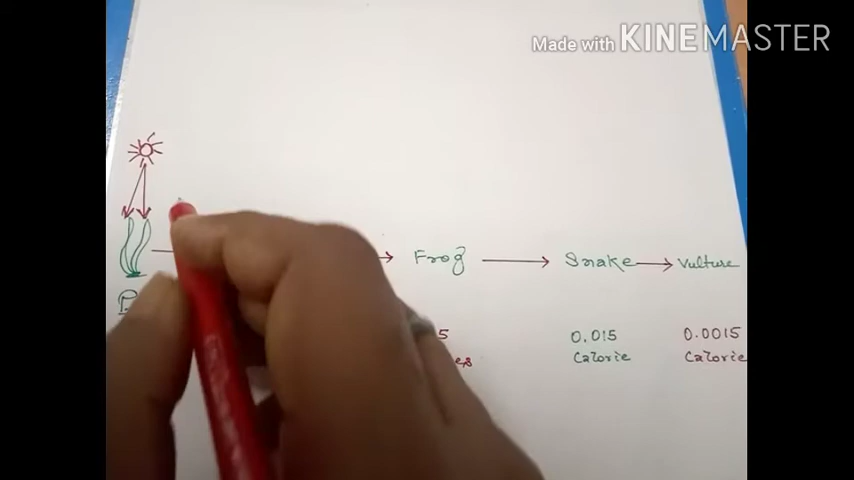 Made with KINEMASTER
Frog Snake Vulture
0.015 0.0015
Calorie Calorie